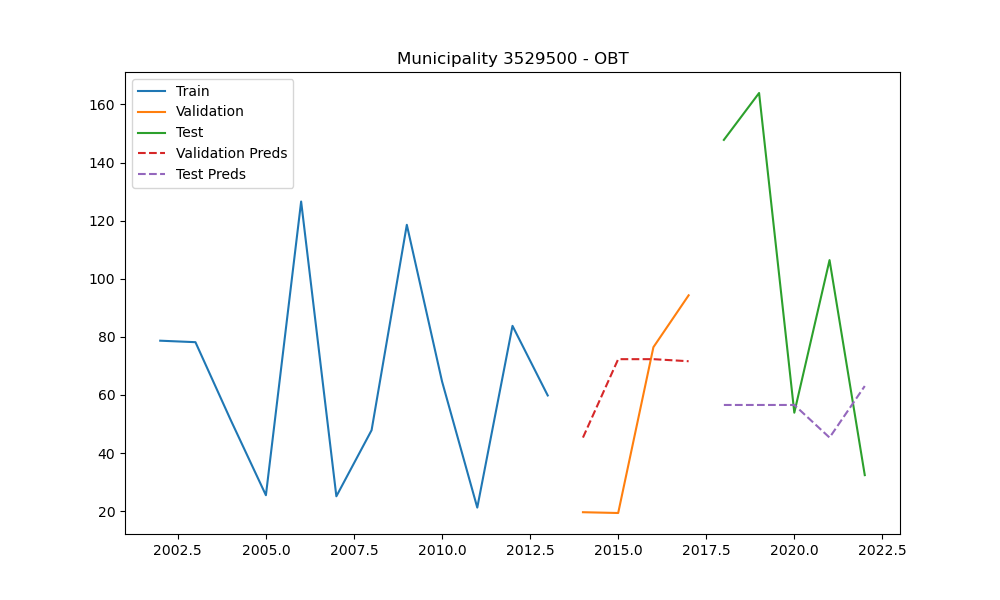 Municipality 3529500 - OBT
Train
Validation
Test
Validation Preds
Test Preds
160
140
120
100
80
60
40
20
2002.5 2005.0 2007.5 2010.0 2012.5 2015.0 2017.5 2020.0 2022.5